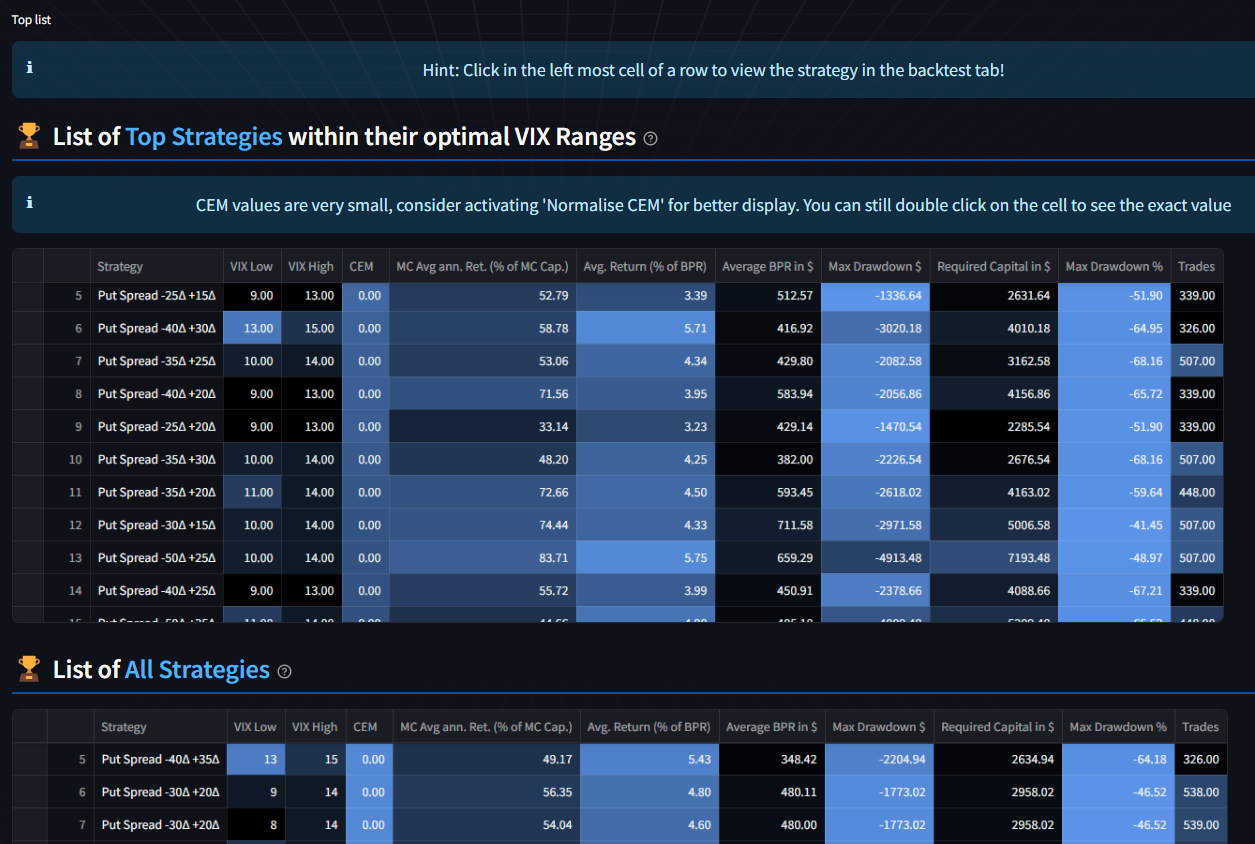 Top list
Hint: Click in the left most cell of a row to view the strategy in the backtest tab!
List of Top Strategies within their optimal VIX Ranges
CEM values are very small, consider activating 'Normalise CEM' for better display. You can still double click on the cell to see the exact value
Strategy VIX Low VIX High CEM MC Avg ann. Ret. (% of MC Cap.) Avg. Return (% of BPR) Average BPR in $ Max Drawdown $ Required Capital in $ Max Drawdown % Trades
5 Put Spread -25Δ +15Δ 9.00 13.00 0.00 52.79 3.39 512.57 -1336.64 2631.64 -51.90 339.00
6 Put Spread -40Δ +30Δ 13.00 15.00 0.00 58.78 5.71 416.92 -3020.18 4010.18 -64.95 326.00
7 Put Spread -35Δ +25Δ 10.00 14.00 0.00 53.06 4.34 429.80 -2082.58 3162.58 -68.16 507.00
8 Put Spread -40Δ +20Δ 9.00 13.00 0.00 71.56 3.95 583.94 -2056.86 4156.86 -65.72 339.00
9 Put Spread -25Δ +20Δ 9.00 13.00 0.00 33.14 3.23 429.14 -1470.54 2285.54 -51.90 339.00
10 Put Spread -35Δ +30Δ 10.00 14.00 0.00 48.20 4.25 382.00 -2226.54 2676.54 -68.16 507.00
11 Put Spread -35Δ +20Δ 11.00 14.00 0.00 72.66 4.50 593.45 -2618.02 4163.02 -59.64 448.00
12 Put Spread -30Δ +15Δ 10.00 14.00 0.00 74.44 4.33 711.58 -2971.58 5006.58 -41.45 507.00
13 Put Spread -50Δ +25Δ 10.00 14.00 0.00 83.71 5.75 659.29 -4913.48 7193.48 -48.97 507.00
14 Put Spread -40Δ +25Δ 9.00 13.00 0.00 55.72 3.99 450.91 -2378.66 4088.66 -67.21 339.00
List of All Strategies
Strategy VIX Low VIX High CEM MC Avg ann. Ret. (% of MC Cap.) Avg. Return (% of BPR) Average BPR in $ Max Drawdown $ Required Capital in $ Max Drawdown % Trades
5 Put Spread -40Δ +35Δ 13 15 0.00 49.17 5.43 348.42 -2204.94 2634.94 -64.18 326.00
6 Put Spread -30Δ +20Δ 9 14 0.00 56.35 4.80 480.11 -1773.02 2958.02 -46.52 538.00
7 Put Spread -30Δ +20Δ 8 14 0.00 54.04 4.60 480.00 -1773.02 2958.02 -46.52 539.00